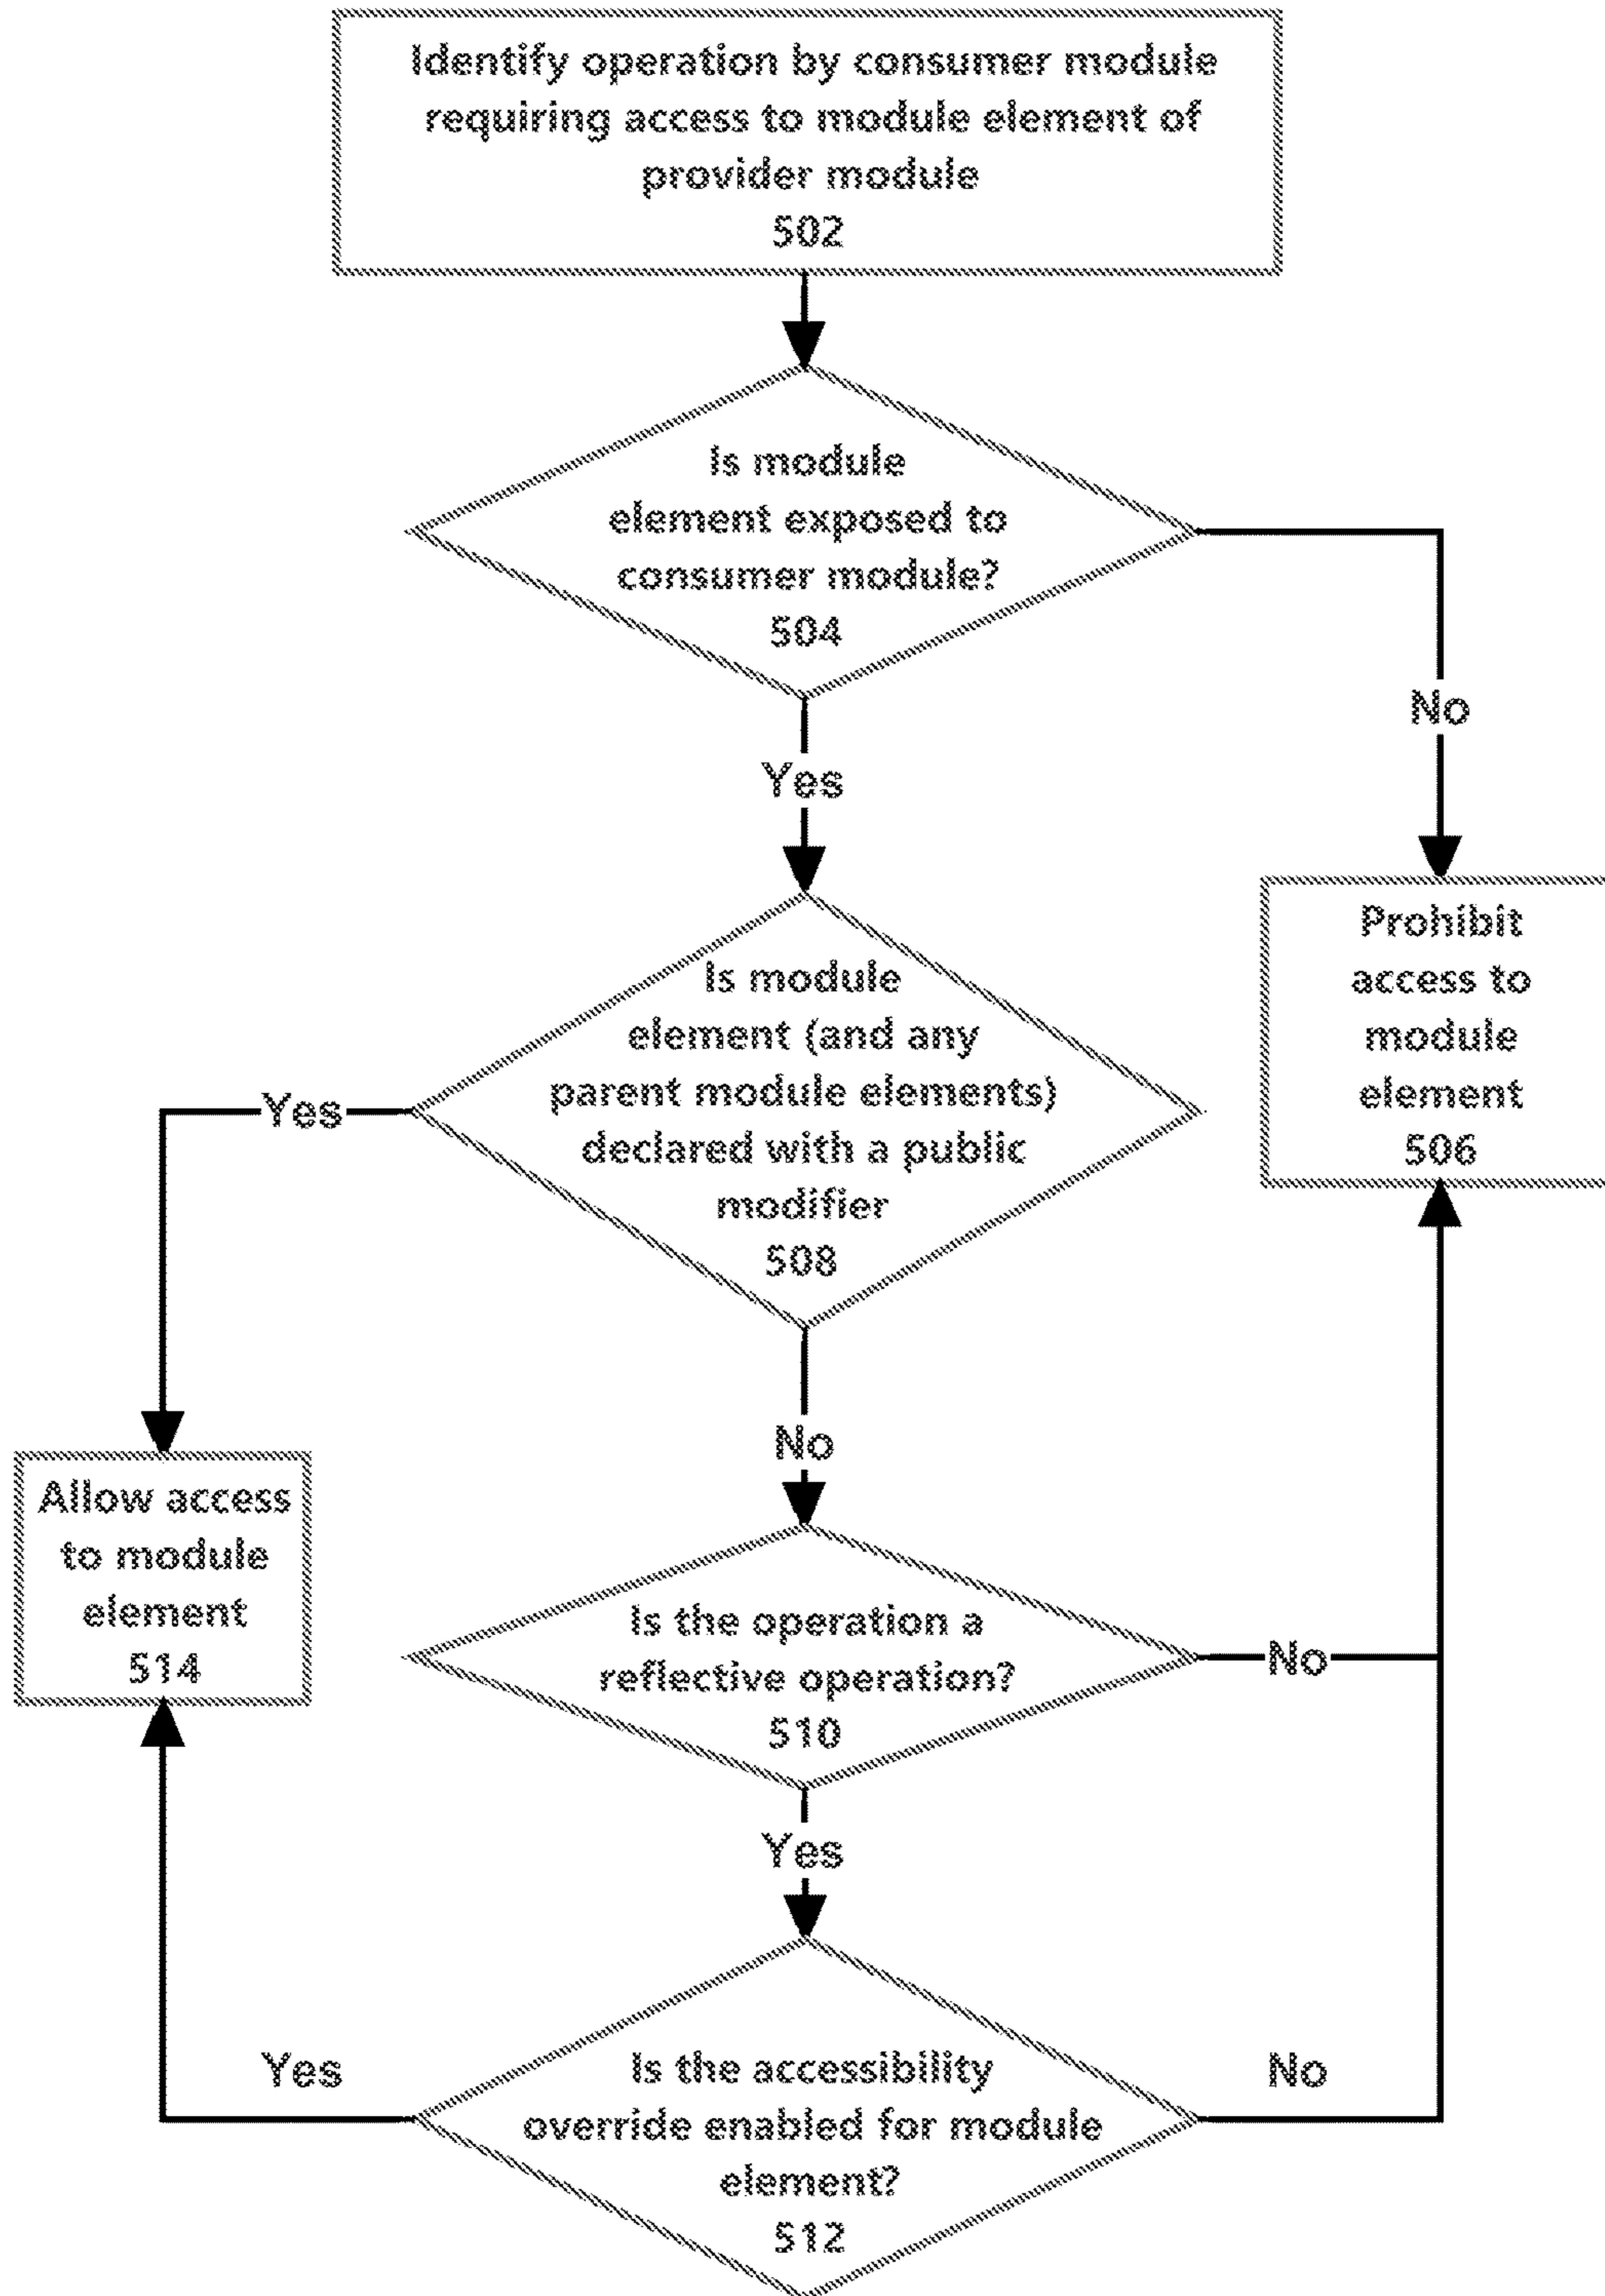 Identify operation by consumer module
requiring access to module element of
provider module
502
Is module
element exposed to
consumer module?
504
No
Yes
Prohibit
access to
module
element
506
Is module
element (and any
parent module elements)
declared with a public
modifier
508
Yes
No
Allow access
to module
element
514
Is the operation a
reflective operation?
510
No
Yes
Is the accessibility
override enabled for module
element?
512
Yes
No